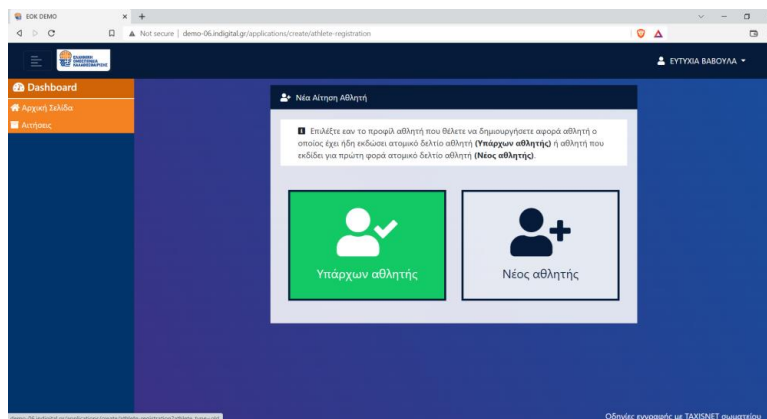 EOK DEMO
Not secure | demo-06.indigital.gr/applications/create/athlete-registration
ΕΛΛΗΝΙΚΗ
ΟΜΟΣΠΟΝΔΙΑ
ΚΑΛΑΘΟΣΦΑΙΡΙΣΗΣ
ΕΥΤΥΧΙΑ ΒΑΒΟΥΛΑ
Dashboard
Αρχική Σελίδα
Αιτήσεις
Νέα Αίτηση Αθλητή
Επιλέξτε εαν το προφίλ αθλητή που θέλετε να δημιουργήσετε αφορά αθλητή ο
οποίος έχει ήδη εκδώσει ατομικό δελτίο αθλητή (Υπάρχων αθλητής) ή αθλητή που
εκδίδει για πρώτη φορά ατομικό δελτίο αθλητή (Νέος αθλητής).
Υπάρχων αθλητής
Νέος αθλητής
Οδηγίες εγγραφής με TAXISNET σωματείου